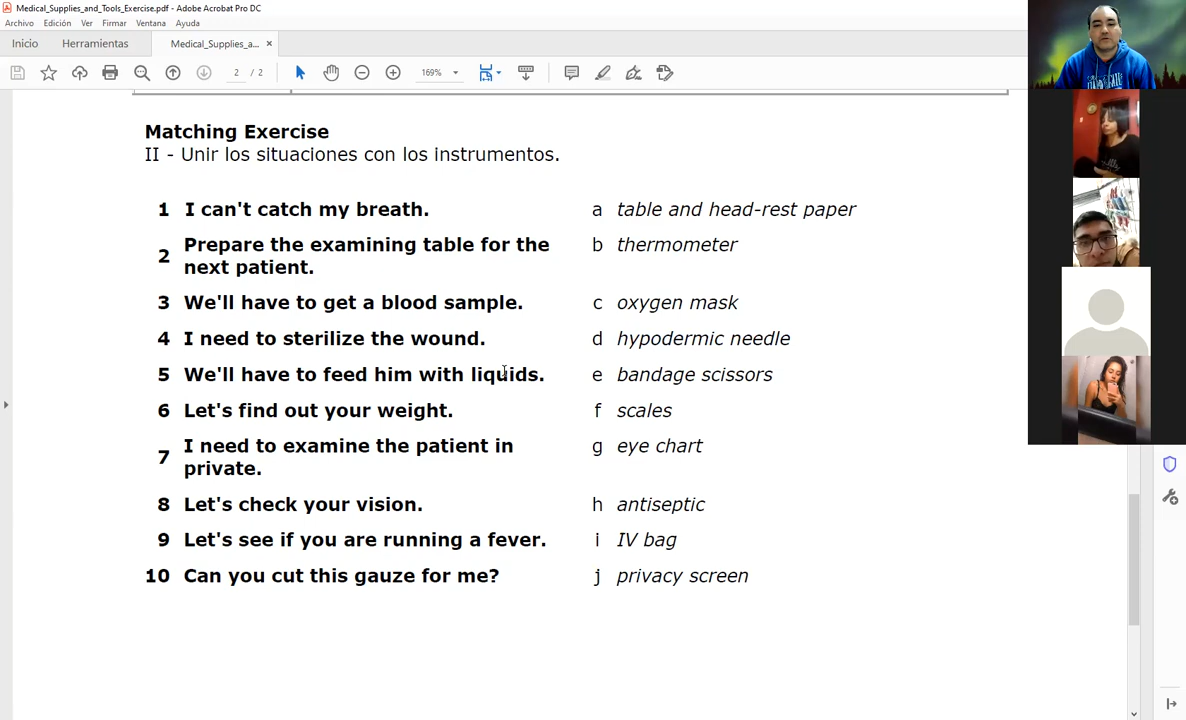 Medical_Supplies_and_Tools_Exercise.pdf - Adobe Acrobat Pro DC
Archivo Edición Ver Firmar Ventana Ayuda
Inicio Herramientas Medical_Supplies_a... ×
2 / 2 169%
Matching Exercise
II - Unir los situaciones con los instrumentos.
1 I can't catch my breath. a table and head-rest paper
2 Prepare the examining table for the next patient. b thermometer
3 We'll have to get a blood sample. c oxygen mask
4 I need to sterilize the wound. d hypodermic needle
5 We'll have to feed him with liquids. e bandage scissors
6 Let's find out your weight. f scales
7 I need to examine the patient in private. g eye chart
8 Let's check your vision. h antiseptic
9 Let's see if you are running a fever. i IV bag
10 Can you cut this gauze for me? j privacy screen